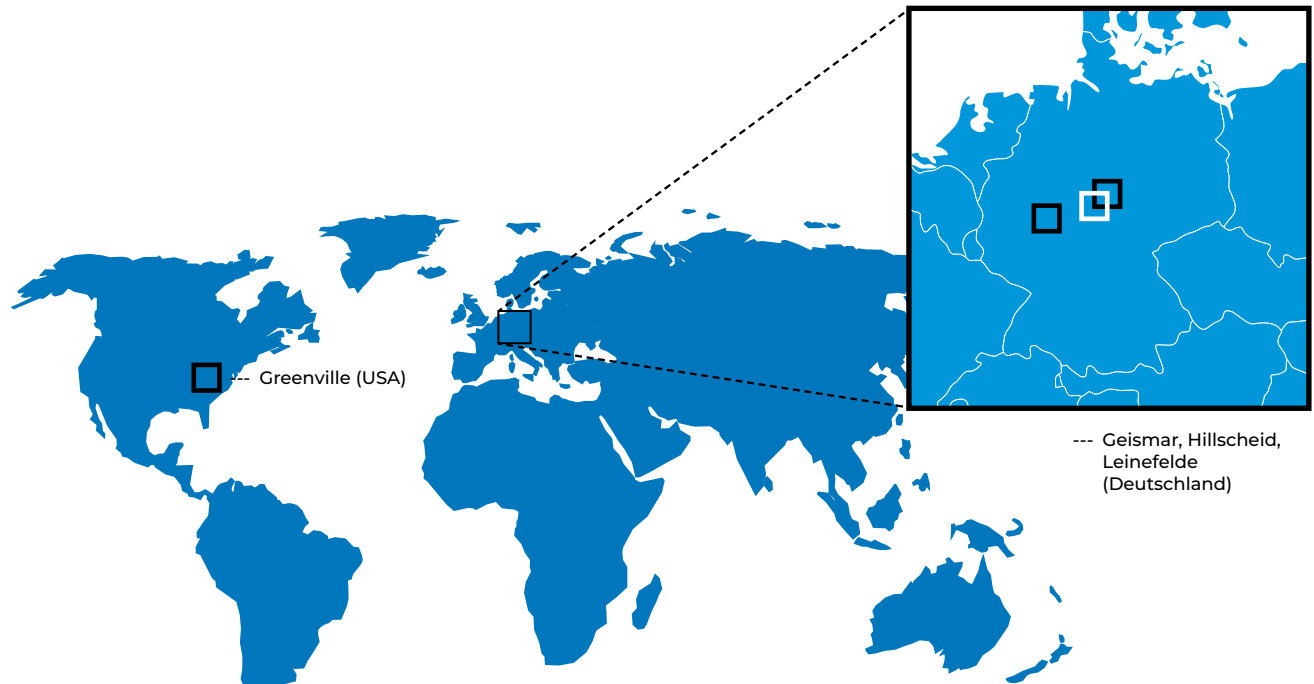 --- Greenville (USA)
--- Geismar, Hillscheid,
Leinefelde
(Deutschland)